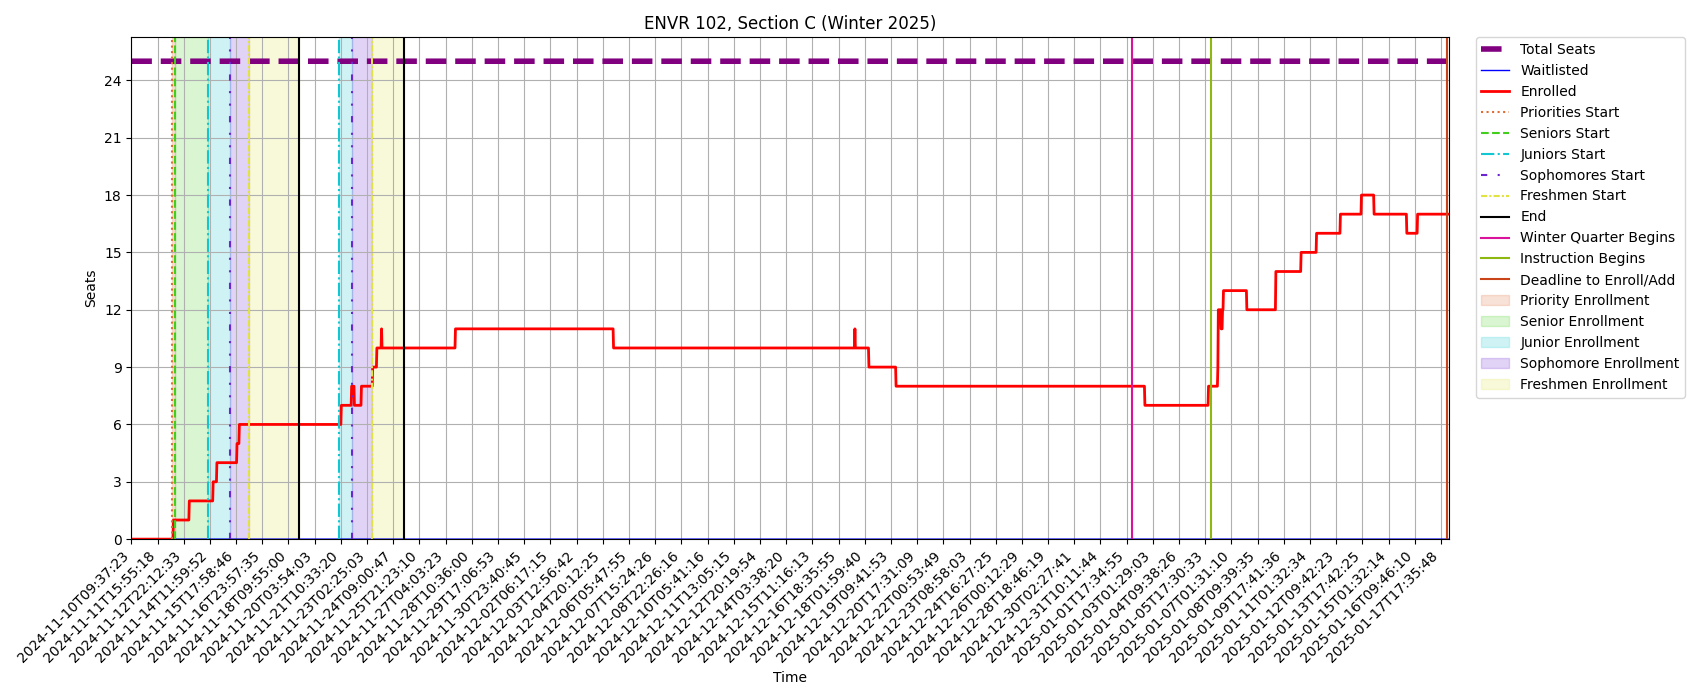 ENVR 102, Section C (Winter 2025)
Total Seats
Waitlisted
Enrolled
Priorities Start
Seniors Start
Juniors Start
Sophomores Start
Freshmen Start
End
Winter Quarter Begins
Instruction Begins
Deadline to Enroll/Add
Priority Enrollment
Senior Enrollment
Junior Enrollment
Sophomore Enrollment
Freshmen Enrollment
Seats
24
21
18
15
12
9
6
3
0
2024-11-10T09:37:23
2024-11-11T15:55:18
2024-11-12T22:12:33
2024-11-14T11:59:52
2024-11-15T17:58:46
2024-11-16T23:57:35
2024-11-18T09:55:00
2024-11-20T03:54:03
2024-11-21T10:33:20
2024-11-23T02:25:03
2024-11-24T09:00:47
2024-11-25T21:23:10
2024-11-27T04:03:23
2024-11-28T10:36:00
2024-11-29T17:06:53
2024-11-30T23:40:45
2024-12-02T06:17:15
2024-12-03T12:56:42
2024-12-04T20:12:25
2024-12-06T05:47:55
2024-12-07T15:24:26
2024-12-08T22:26:16
2024-12-10T05:41:16
2024-12-11T13:05:15
2024-12-12T20:19:54
2024-12-14T03:38:20
2024-12-15T11:16:13
2024-12-16T18:35:55
2024-12-18T01:59:40
2024-12-19T09:41:53
2024-12-20T17:31:09
2024-12-22T00:53:49
2024-12-23T08:58:03
2024-12-24T16:27:25
2024-12-26T00:12:29
2024-12-28T18:46:19
2024-12-30T02:27:41
2024-12-31T10:11:44
2025-01-01T17:34:55
2025-01-03T01:29:03
2025-01-04T09:38:26
2025-01-05T17:30:33
2025-01-07T01:31:10
2025-01-08T09:39:35
2025-01-09T17:41:36
2025-01-11T01:32:34
2025-01-12T09:42:23
2025-01-13T17:42:25
2025-01-15T01:32:14
2025-01-16T09:46:10
2025-01-17T17:35:48
Time